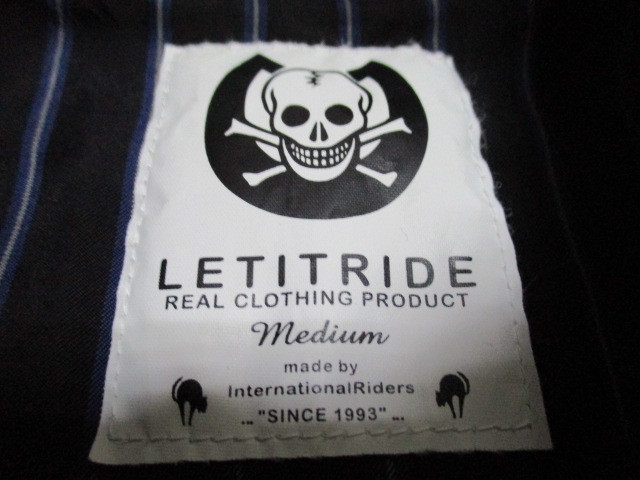 LETITRIDE
REAL CLOTHING PRODUCT
Medium
made by
InternationalRiders
... "SINCE 1993" ...